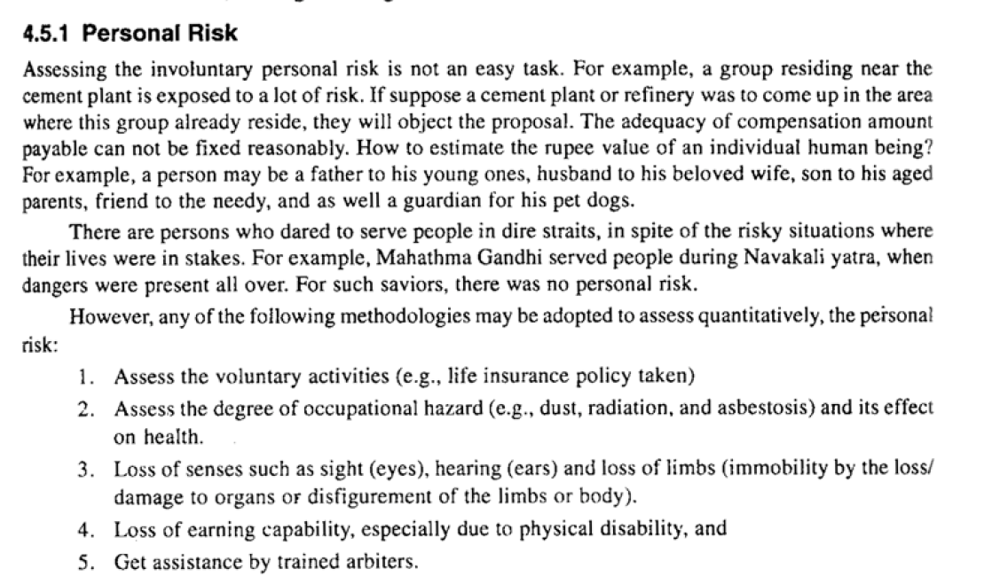 4.5.1 Personal Risk
Assessing the involuntary personal risk is not an easy task. For example, a group residing near the
cement plant is exposed to a lot of risk. If suppose a cement plant or refinery was to come up in the area
where this group already reside, they will object the proposal. The adequacy of compensation amount
payable can not be fixed reasonably. How to estimate the rupee value of an individual human being?
For example, a person may be a father to his young ones, husband to his beloved wife, son to his aged
parents, friend to the needy, and as well a guardian for his pet dogs.
There are persons who dared to serve people in dire straits, in spite of the risky situations where
their lives were in stakes. For example, Mahathma Gandhi served people during Navakali yatra, when
dangers were present all over. For such saviors, there was no personal risk.
However, any of the following methodologies may be adopted to assess quantitatively, the personal
risk:
1. Assess the voluntary activities (e.g., life insurance policy taken)
2. Assess the degree of occupational hazard (e.g., dust, radiation, and asbestosis) and its effect
on health.
3. Loss of senses such as sight (eyes), hearing (ears) and loss of limbs (immobility by the loss/
damage to organs or disfigurement of the limbs or body).
4. Loss of earning capability, especially due to physical disability, and
5. Get assistance by trained arbiters.